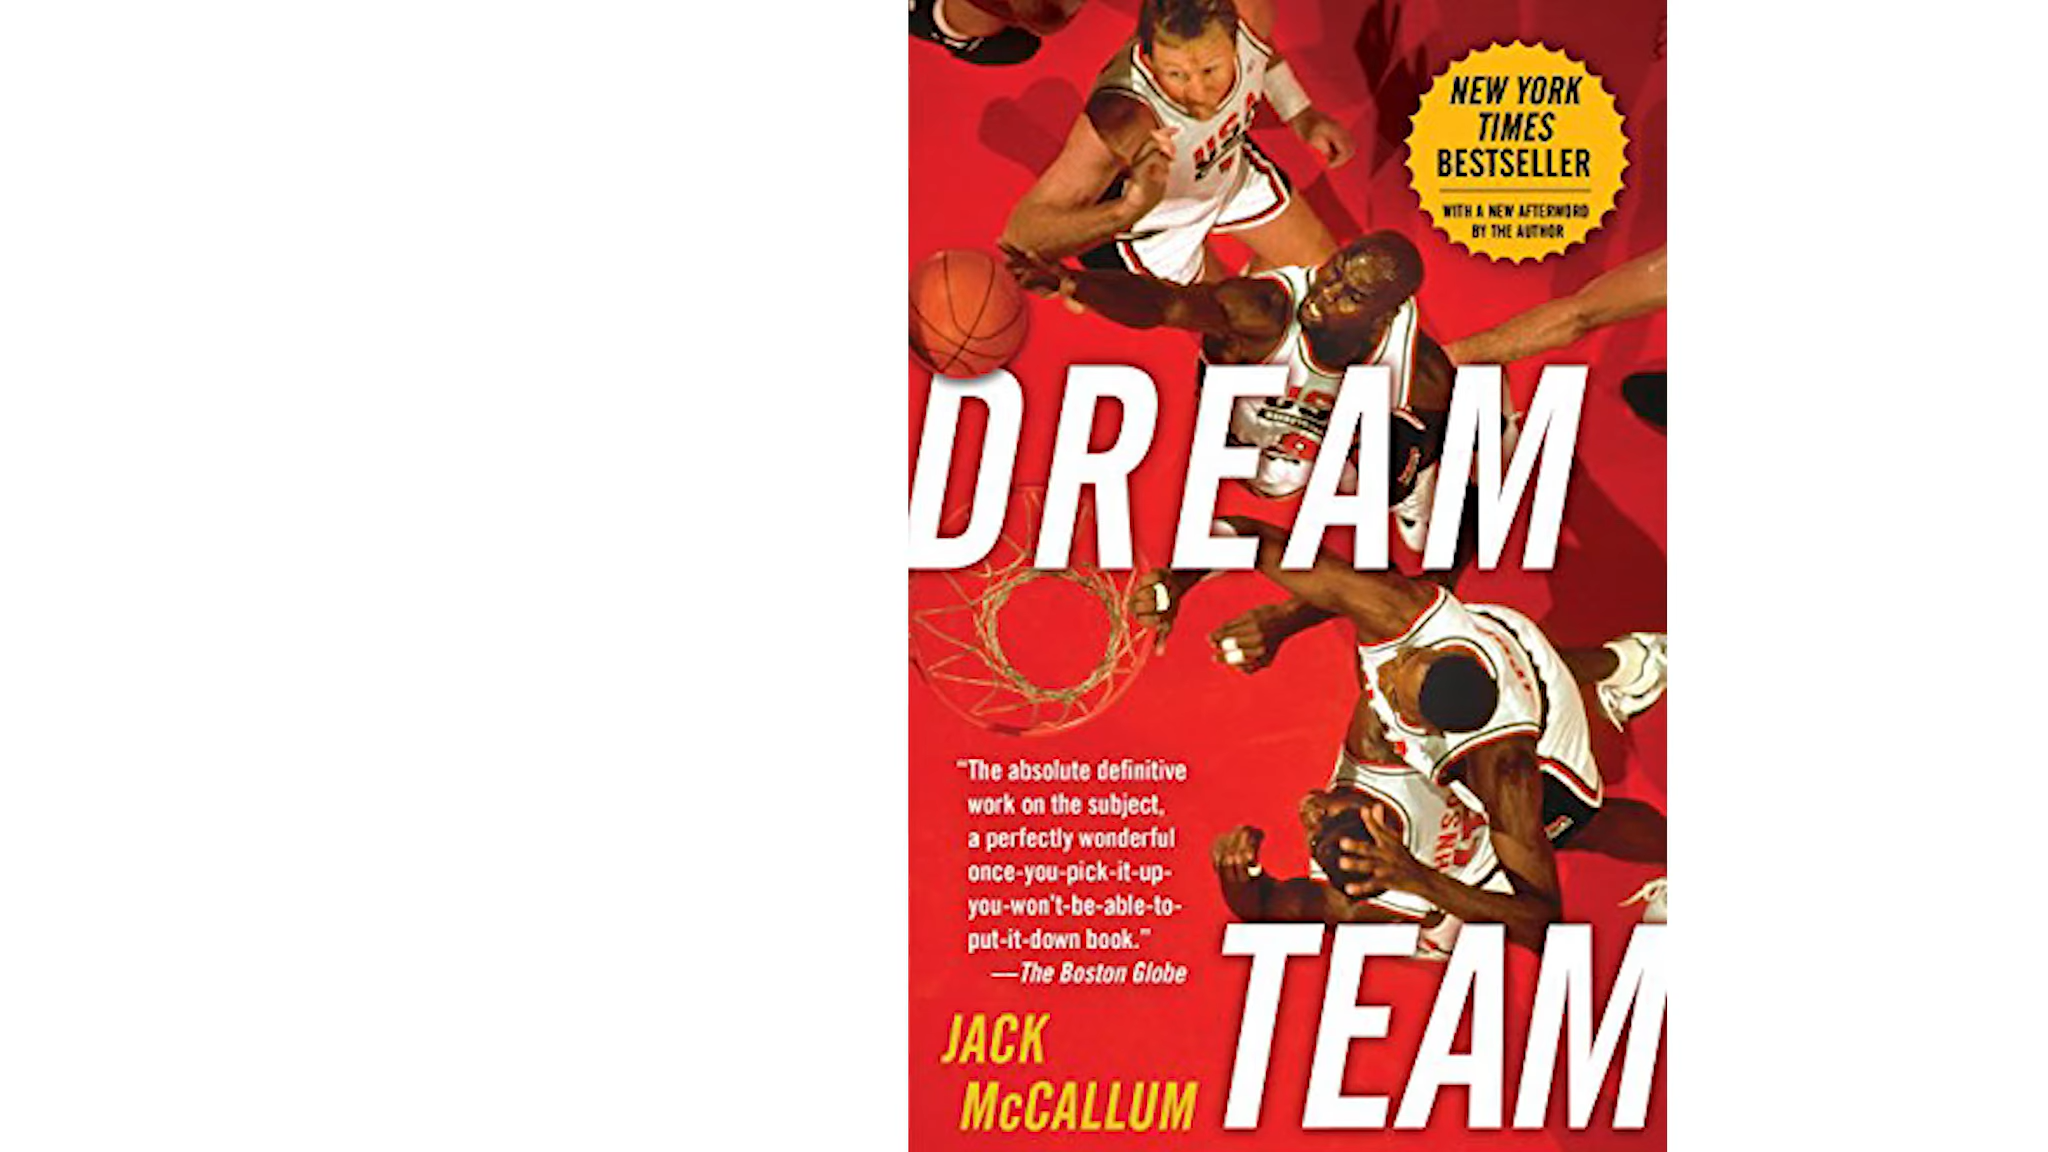 NEW YORK
TIMES
BESTSELLER
WITH A NEW AFTERWORD
BY THE AUTHOR
USA
DREAM
"The absolute definitive
work on the subject,
a perfectly wonderful
once-you-pick-it-up-
you-won't-be-able-to-
put-it-down book."
—The Boston Globe
JACK
McCALLUM
TEAM